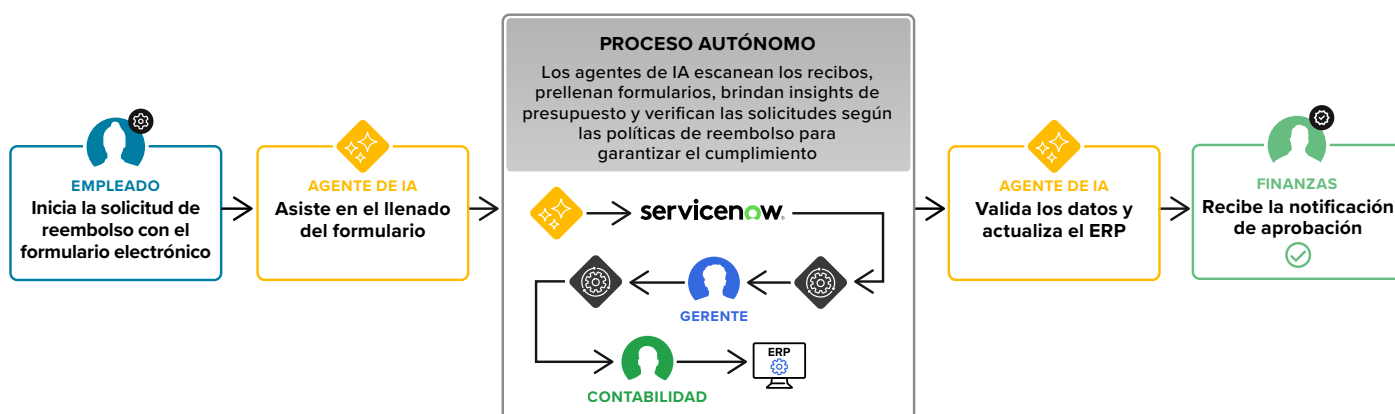 EMPLEADO
Inicia la solicitud de
reembolso con el
formulario electrónico
AGENTE DE IA
Asiste en el llenado
del formulario
PROCESO AUTÓNOMO
Los agentes de IA escanean los recibos,
prellenan formularios, brindan insights de
presupuesto y verifican las solicitudes según
las políticas de reembolso para
garantizar el cumplimiento
servicenow
GERENTE
CONTABILIDAD
ERP
AGENTE DE IA
Valida los datos y
actualiza el ERP
FINANZAS
Recibe la notificación
de aprobación